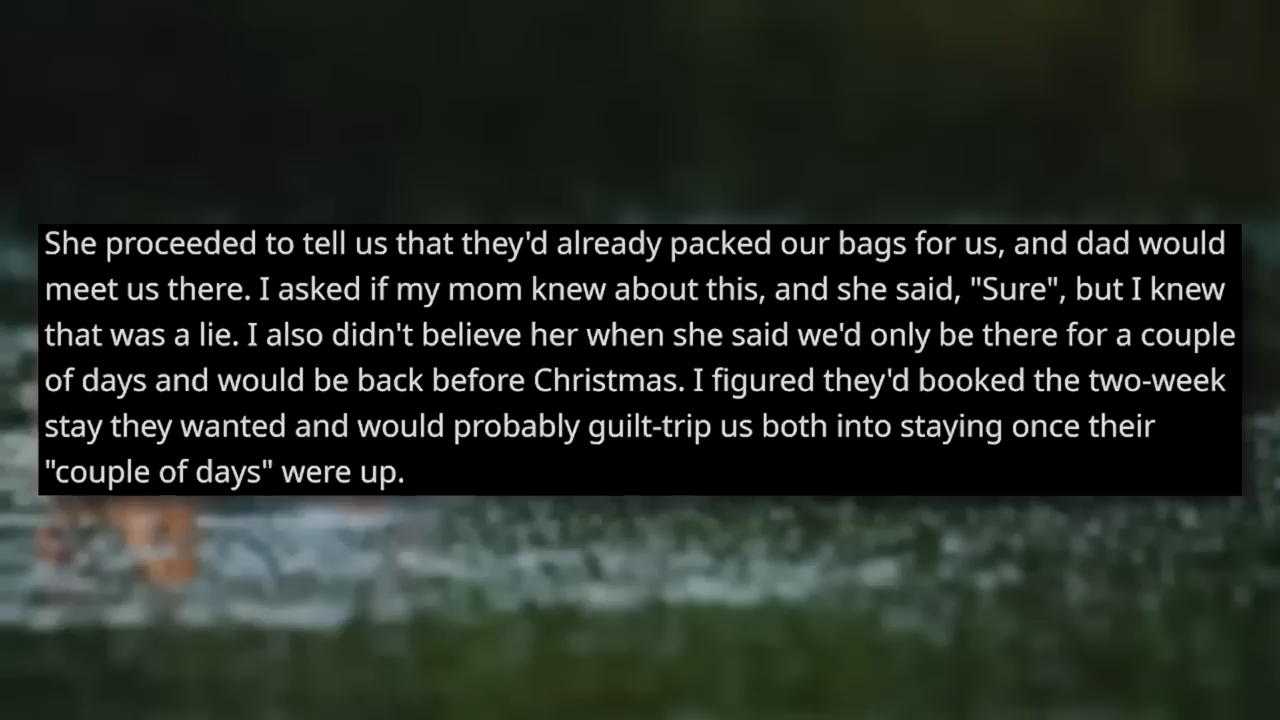 She proceeded to tell us that they'd already packed our bags for us, and dad would
meet us there. I asked if my mom knew about this, and she said, "Sure", but I knew
that was a lie. I also didn't believe her when she said we'd only be there for a couple
of days and would be back before Christmas. I figured they'd booked the two-week
stay they wanted and would probably guilt-trip us both into staying once their
"couple of days" were up.